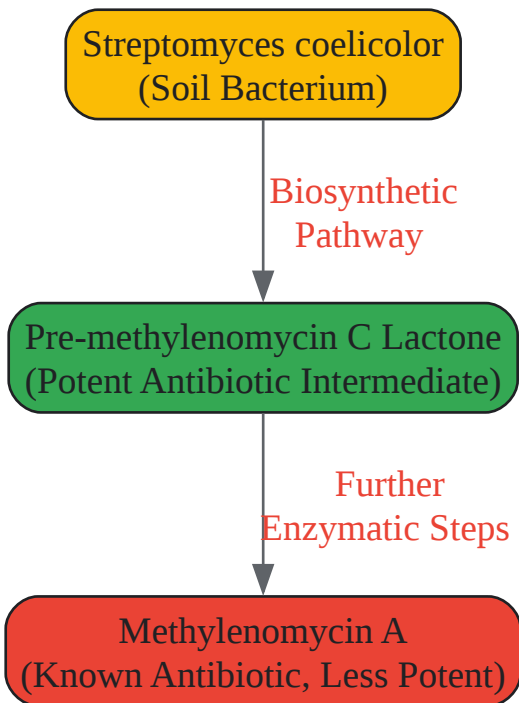 Streptomyces coelicolor
(Soil Bacterium)
Biosynthetic
Pathway
Pre-methylenomycin C Lactone
(Potent Antibiotic Intermediate)
Further
Enzymatic Steps
Methylenomycin A
(Known Antibiotic, Less Potent)